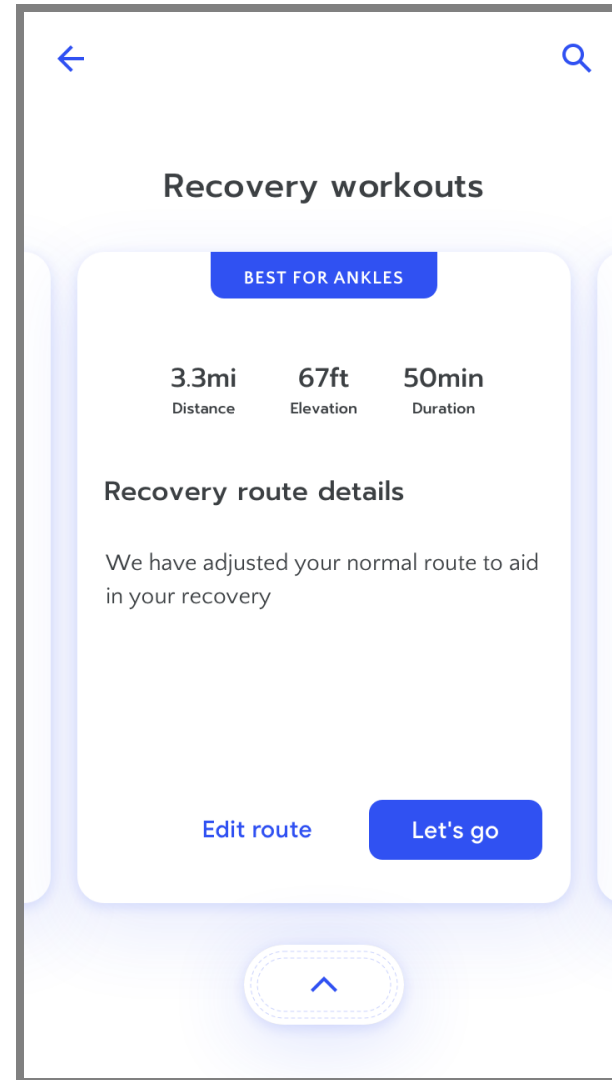 Recovery workouts
BEST FOR ANKLES
3.3mi 67ft 50min
Distance Elevation Duration
Recovery route details
We have adjusted your normal route to aid
in your recovery
Edit route Let's go